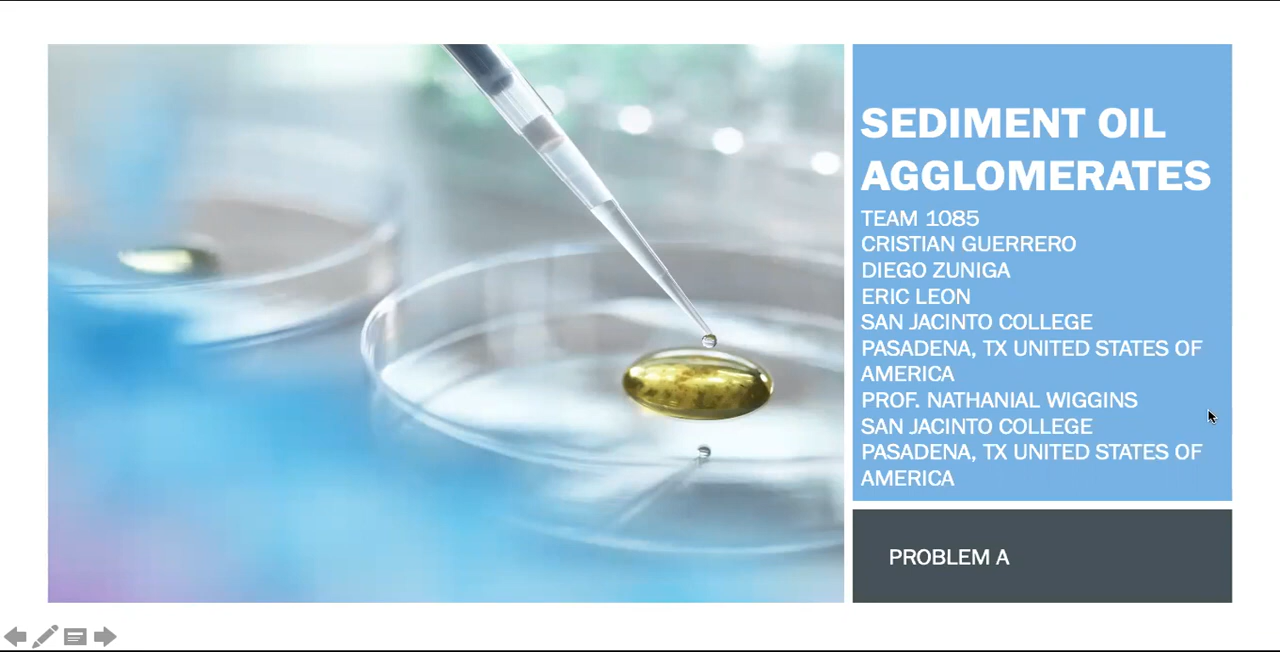 SEDIMENT OIL
AGGLOMERATES
TEAM 1085
CRISTIAN GUERRERO
DIEGO ZUNIGA
ERIC LEON
SAN JACINTO COLLEGE
PASADENA, TX UNITED STATES OF
AMERICA
PROF. NATHANIAL WIGGINS
SAN JACINTO COLLEGE
PASADENA, TX UNITED STATES OF
AMERICA
PROBLEM A